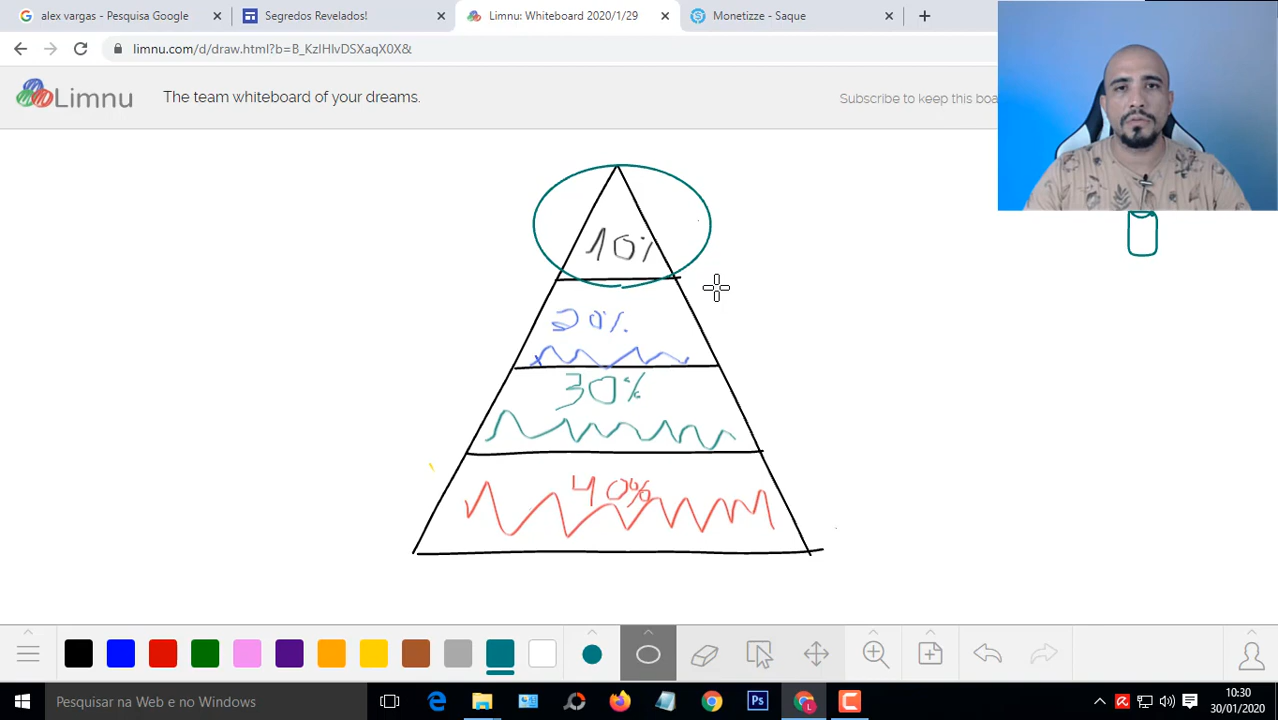 alex vargas - Pesquisa Google
Segredos Revelados!
Limnu: Whiteboard 2020/1/29
Monetizze - Saque
limnu.com/d/draw.html?b=B_KzIHlvDSXaqX0X&
Limnu
The team whiteboard of your dreams.
Subscribe to keep this boa
10%
20%
30%
40%
Pesquisar na Web e no Windows
Ps
L
10:30
30/01/2020